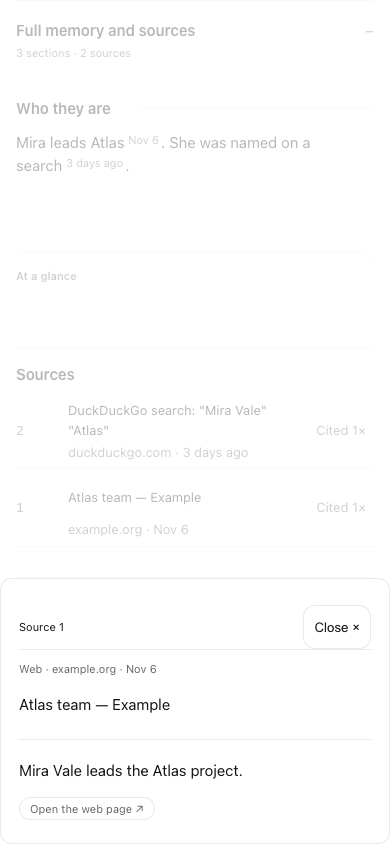 Full memory and sources –
3 sections · 2 sources
Who they are
Mira leads Atlas Nov 6 . She was named on a
search 3 days ago .
At a glance
Sources
2 DuckDuckGo search: "Mira Vale" "Atlas" Cited 1×
duckduckgo.com · 3 days ago
1 Atlas team — Example Cited 1×
example.org · Nov 6
Source 1 Close ×
Web · example.org · Nov 6
Atlas team — Example
Mira Vale leads the Atlas project.
Open the web page ↗